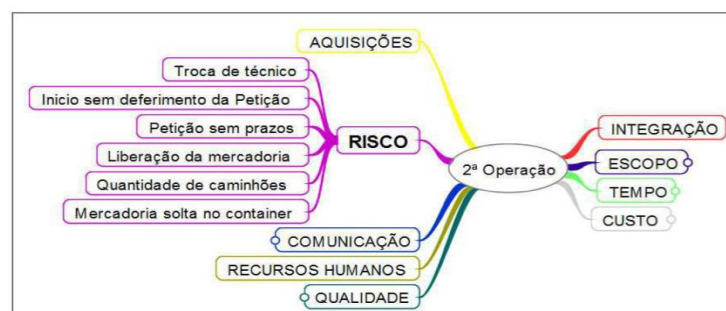 AQUISIÇÕES
Troca de técnico
Inicio sem deferimento da Petição
Petição sem prazos
Liberação da mercadoria
Quantidade de caminhões
Mercadoria solta no container
RISCO
COMUNICAÇÃO
RECURSOS HUMANOS
QUALIDADE
2ª Operação
INTEGRAÇÃO
ESCOPO
TEMPO
CUSTO